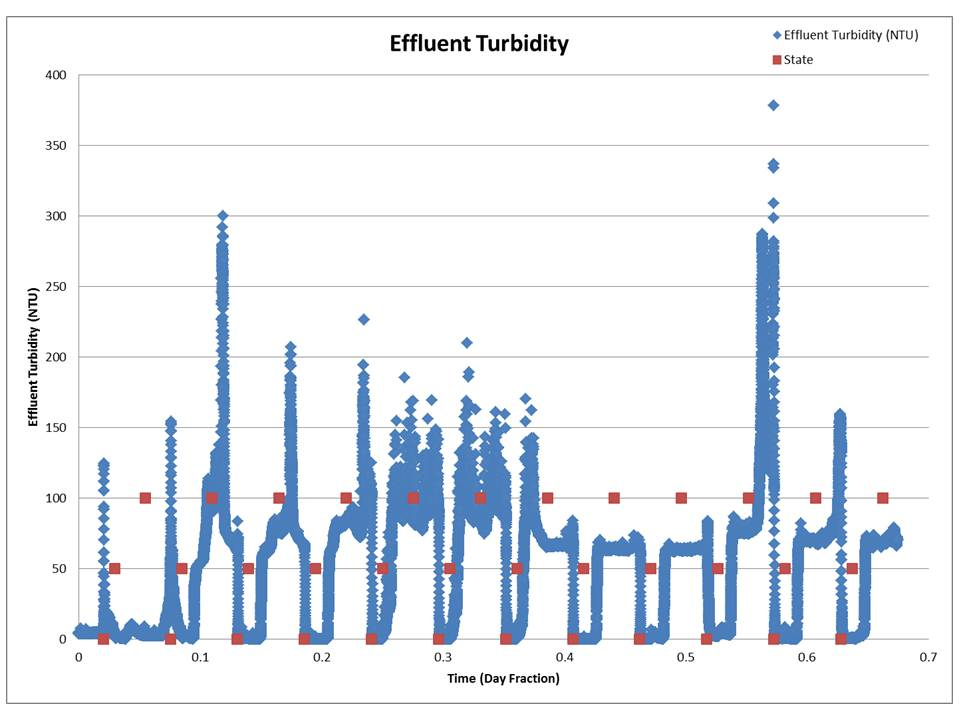 Effluent Turbidity
Effluent Turbidity (NTU)
State
Effluent Turbidity (NTU)
400
350
300
250
200
150
100
50
0
0 0.1 0.2 0.3 0.4 0.5 0.6 0.7
Time (Day Fraction)